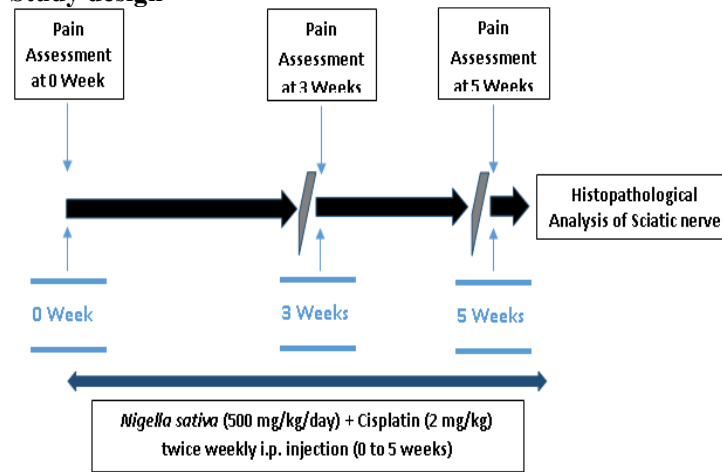 Study design
Pain
Assessment
at 0 Week
Pain
Assessment
at 3 Weeks
Pain
Assessment
at 5 Weeks
Histopathological
Analysis of Sciatic nerve
0 Week
3 Weeks
5 Weeks
Nigella sativa (500 mg/kg/day) + Cisplatin (2 mg/kg)
twice weekly i.p. injection (0 to 5 weeks)